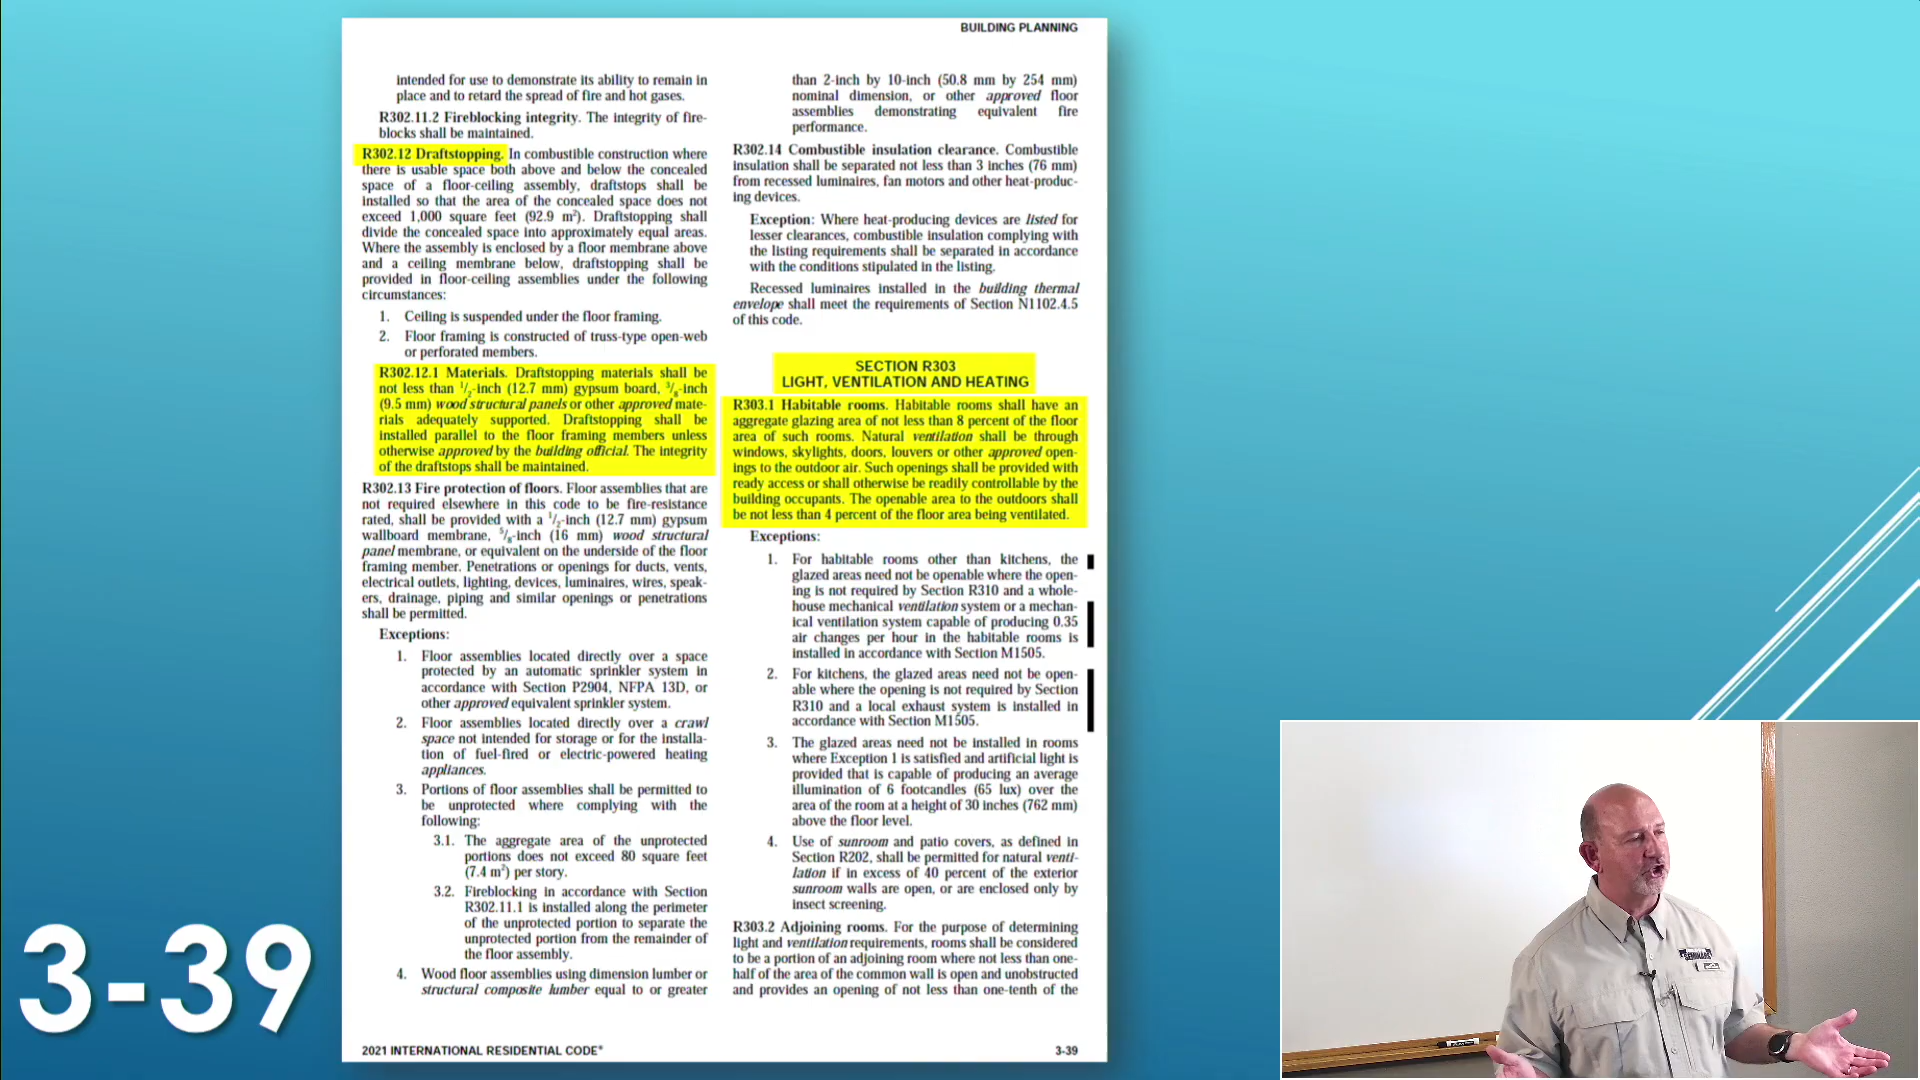 BUILDING PLANNING
intended for use to demonstrate its ability to remain in
place and to retard the spread of fire and hot gases.
R302.11.2 Fireblocking integrity. The integrity of fire-
blocks shall be maintained.
R302.12 Draftstopping. In combustible construction where
there is usable space both above and below the concealed
space of a floor-ceiling assembly, draftstops shall be
installed so that the area of the concealed space does not
exceed 1,000 square feet (92.9 m²). Draftstopping shall
divide the concealed space into approximately equal areas.
Where the assembly is enclosed by a floor membrane above
and a ceiling membrane below, draftstopping shall be
provided in floor-ceiling assemblies under the following
circumstances:
1. Ceiling is suspended under the floor framing.
2. Floor framing is constructed of truss-type open-web
or perforated members.
R302.12.1 Materials. Draftstopping materials shall be
not less than 1/2-inch (12.7 mm) gypsum board, 3/8-inch
(9.5 mm) wood structural panels or other approved mate-
rials adequately supported. Draftstopping shall be
installed parallel to the floor framing members unless
otherwise approved by the building official. The integrity
of the draftstops shall be maintained.
R302.13 Fire protection of floors. Floor assemblies that are
not required elsewhere in this code to be fire-resistance
rated, shall be provided with a 1/2-inch (12.7 mm) gypsum
wallboard membrane, 5/8-inch (16 mm) wood structural
panel membrane, or equivalent on the underside of the floor
framing member. Penetrations or openings for ducts, vents,
electrical outlets, lighting, devices, luminaires, wires, speak-
ers, drainage, piping and similar openings or penetrations
shall be permitted.
Exceptions:
1. Floor assemblies located directly over a space
protected by an automatic sprinkler system in
accordance with Section P2904, NFPA 13D, or
other approved equivalent sprinkler system.
2. Floor assemblies located directly over a crawl
space not intended for storage or for the installa-
tion of fuel-fired or electric-powered heating
appliances.
3. Portions of floor assemblies shall be permitted to
be unprotected where complying with the
following:
3.1. The aggregate area of the unprotected
portions does not exceed 80 square feet
(7.4 m²) per story.
3.2. Fireblocking in accordance with Section
R302.11.1 is installed along the perimeter
of the unprotected portion to separate the
unprotected portion from the remainder of
the floor assembly.
4. Wood floor assemblies using dimension lumber or
structural composite lumber equal to or greater
than 2-inch by 10-inch (50.8 mm by 254 mm)
nominal dimension, or other approved floor
assemblies demonstrating equivalent fire
performance.
R302.14 Combustible insulation clearance. Combustible
insulation shall be separated not less than 3 inches (76 mm)
from recessed luminaires, fan motors and other heat-produc-
ing devices.
Exception: Where heat-producing devices are listed for
lesser clearances, combustible insulation complying with
the listing requirements shall be separated in accordance
with the conditions stipulated in the listing.
Recessed luminaires installed in the building thermal
envelope shall meet the requirements of Section N1102.4.5
of this code.
SECTION R303
LIGHT, VENTILATION AND HEATING
R303.1 Habitable rooms. Habitable rooms shall have an
aggregate glazing area of not less than 8 percent of the floor
area of such rooms. Natural ventilation shall be through
windows, skylights, doors, louvers or other approved open-
ings to the outdoor air. Such openings shall be provided with
ready access or shall otherwise be readily controllable by the
building occupants. The openable area to the outdoors shall
be not less than 4 percent of the floor area being ventilated.
Exceptions:
1. For habitable rooms other than kitchens, the
glazed areas need not be openable where the open-
ing is not required by Section R310 and a whole-
house mechanical ventilation system or a mechan-
ical ventilation system capable of producing 0.35
air changes per hour in the habitable rooms is
installed in accordance with Section M1505.
2. For kitchens, the glazed areas need not be open-
able where the opening is not required by Section
R310 and a local exhaust system is installed in
accordance with Section M1505.
3. The glazed areas need not be installed in rooms
where Exception 1 is satisfied and artificial light is
provided that is capable of producing an average
illumination of 6 footcandles (65 lux) over the
area of the room at a height of 30 inches (762 mm)
above the floor level.
4. Use of sunroom and patio covers, as defined in
Section R202, shall be permitted for natural venti-
lation if in excess of 40 percent of the exterior
sunroom walls are open, or are enclosed only by
insect screening.
R303.2 Adjoining rooms. For the purpose of determining
light and ventilation requirements, rooms shall be considered
to be a portion of an adjoining room where not less than one-
half of the area of the common wall is open and unobstructed
and provides an opening of not less than one-tenth of the
2021 INTERNATIONAL RESIDENTIAL CODE®
3-39
3-39